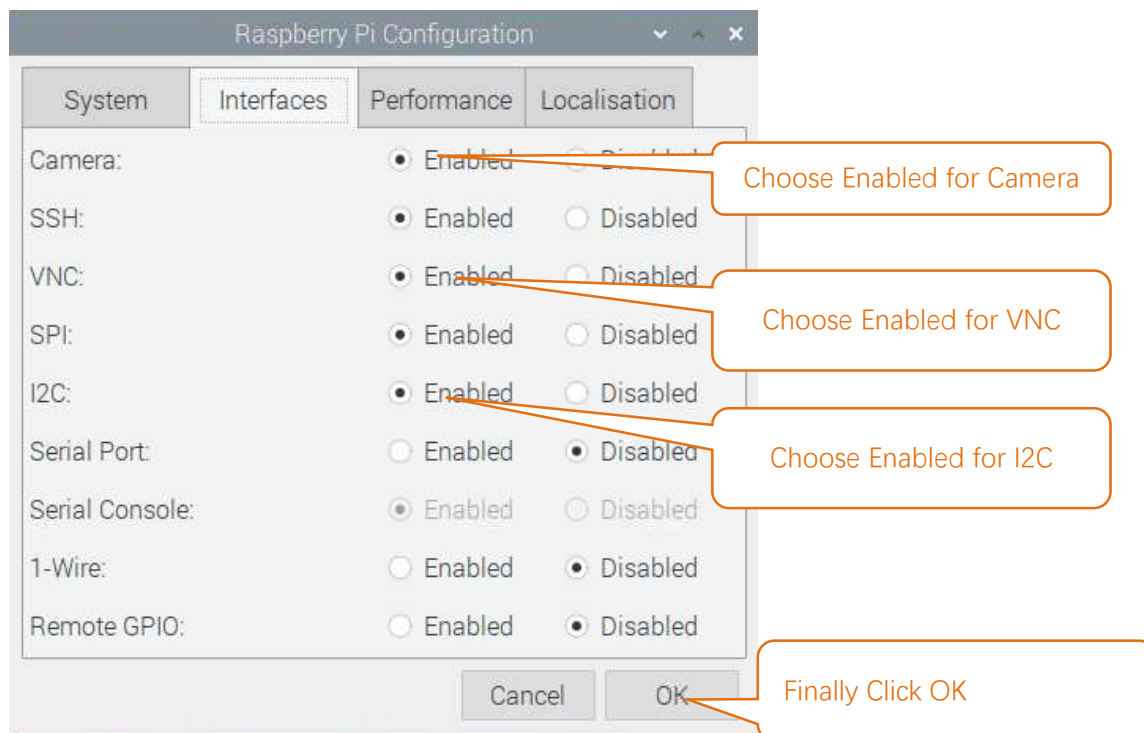 Raspberry Pi Configuration
System Interfaces Performance Localisation
Camera: Enabled Disabled
Choose Enabled for Camera
SSH: Enabled Disabled
VNC: Enabled Disabled
Choose Enabled for VNC
SPI: Enabled Disabled
I2C: Enabled Disabled
Serial Port: Enabled Disabled
Choose Enabled for I2C
Serial Console: Enabled Disabled
1-Wire: Enabled Disabled
Remote GPIO: Enabled Disabled
Cancel OK
Finally Click OK